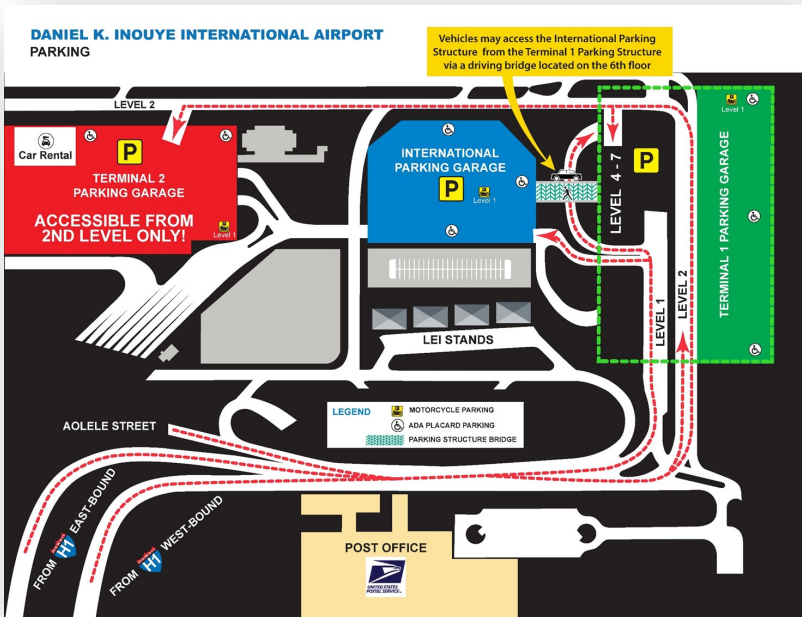 DANIEL K. INOUYE INTERNATIONAL AIRPORT
PARKING
Vehicles may access the International Parking
Structure from the Terminal 1 Parking Structure
via a driving bridge located on the 6th floor
LEVEL 2
Car Rental
P
TERMINAL 2
PARKING GARAGE
ACCESSIBLE FROM
2ND LEVEL ONLY!
Level 1
INTERNATIONAL
PARKING GARAGE
P
Level 1
LEVEL 4 - 7
P
Level 1
TERMINAL 1 PARKING GARAGE
LEVEL 1
LEVEL 2
LEI STANDS
LEGEND
MOTORCYCLE PARKING
ADA PLACARD PARKING
PARKING STRUCTURE BRIDGE
AOLELE STREET
FROM H1 EAST-BOUND
FROM H1 WEST-BOUND
POST OFFICE
UNITED STATES
POSTAL SERVICE